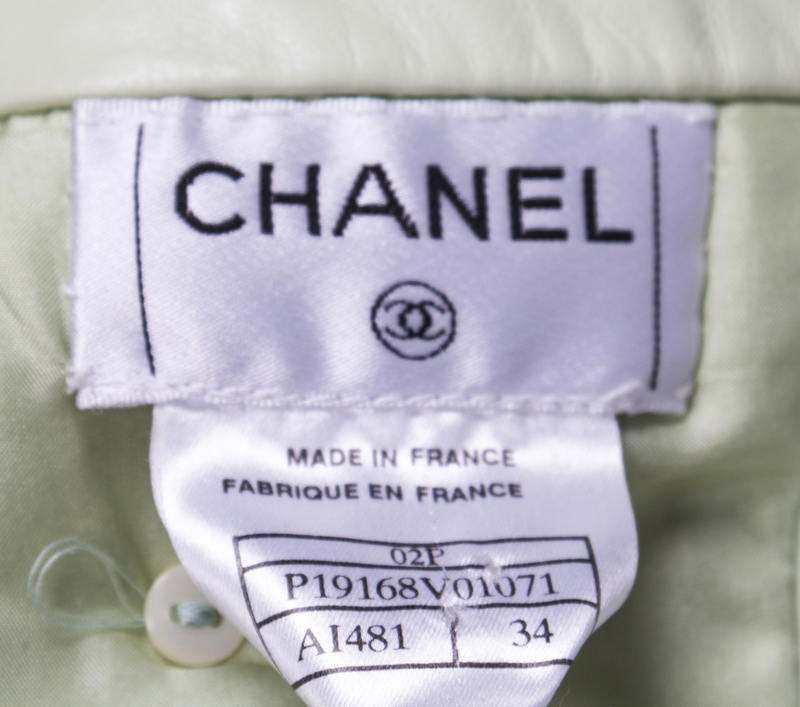 CHANEL
MADE IN FRANCE
FABRIQUE EN FRANCE
02P
P19168V01071
AI481 34